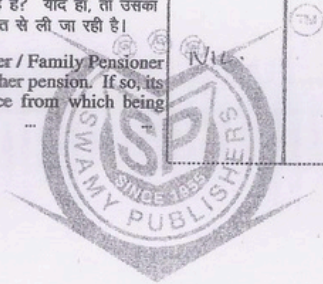 है? यदि हां, तो उसका
त से ली जा रही है।
er / Family Pensioner
her pension. If so, its
ce from which being
... ...
Nil.
TM
SP
SINCE 1955
SWAMY PUBLISHERS